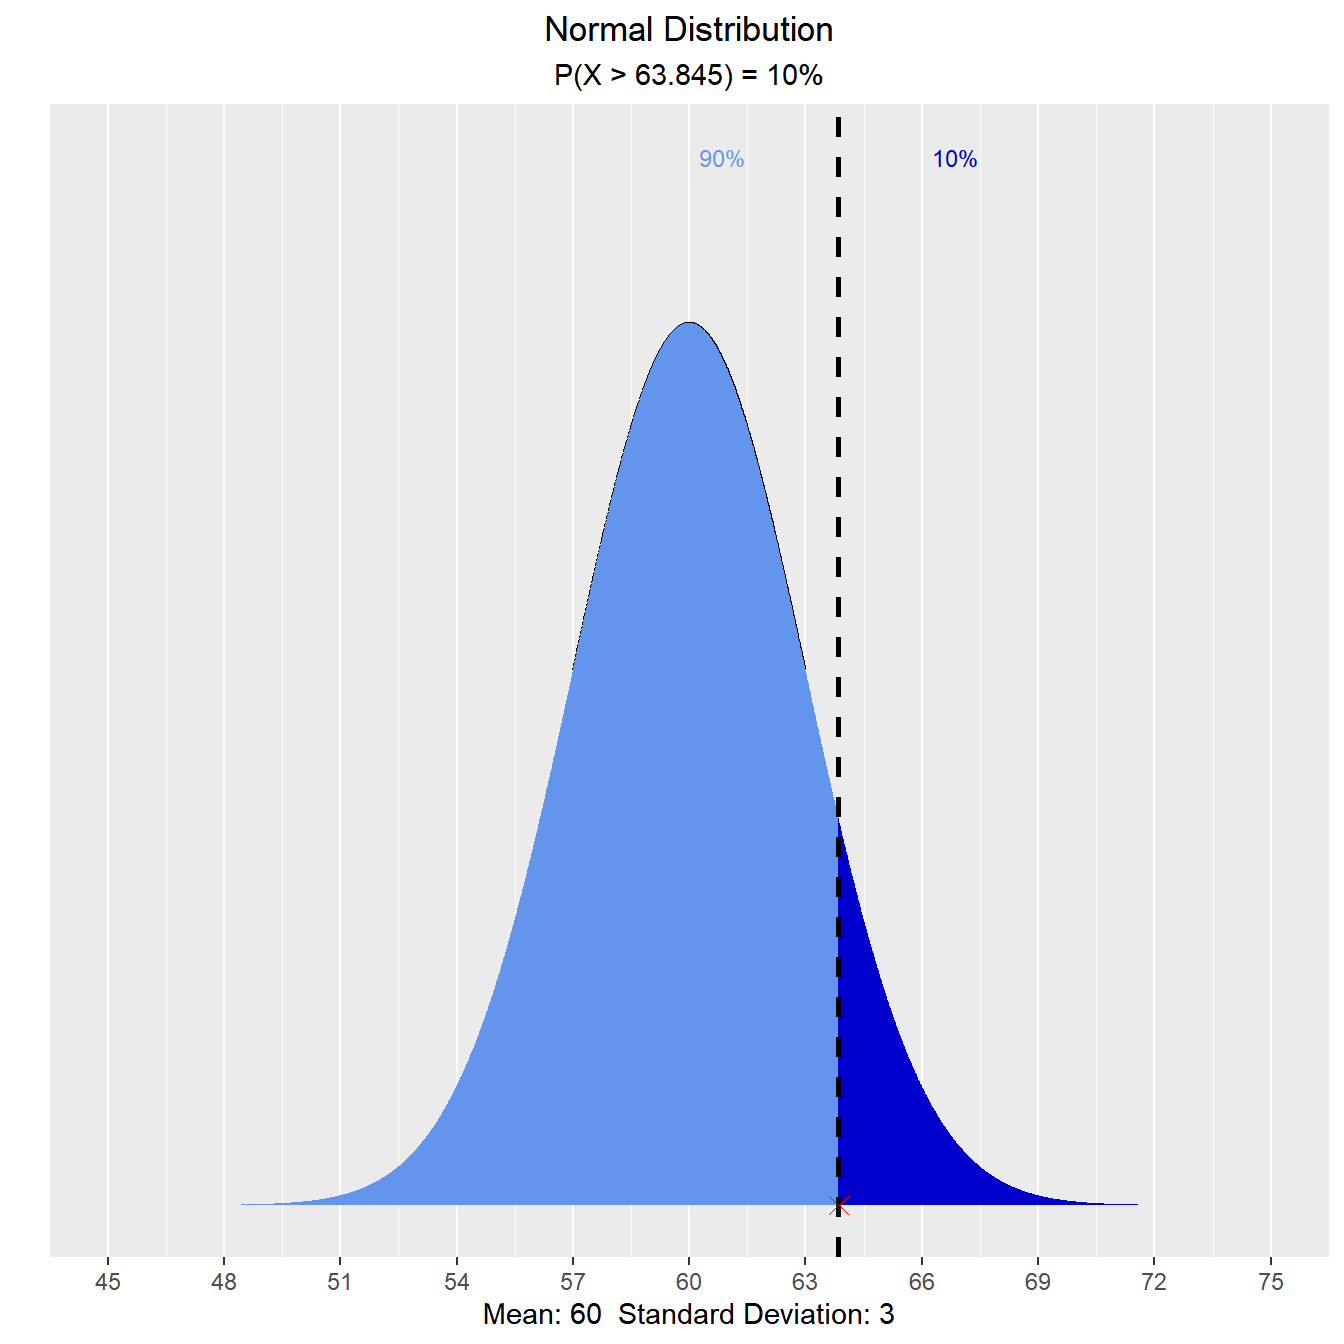 Normal Distribution
P(X > 63.845) = 10%
90% 10%
45 48 51 54 57 60 63 66 69 72 75
Mean: 60  Standard Deviation: 3